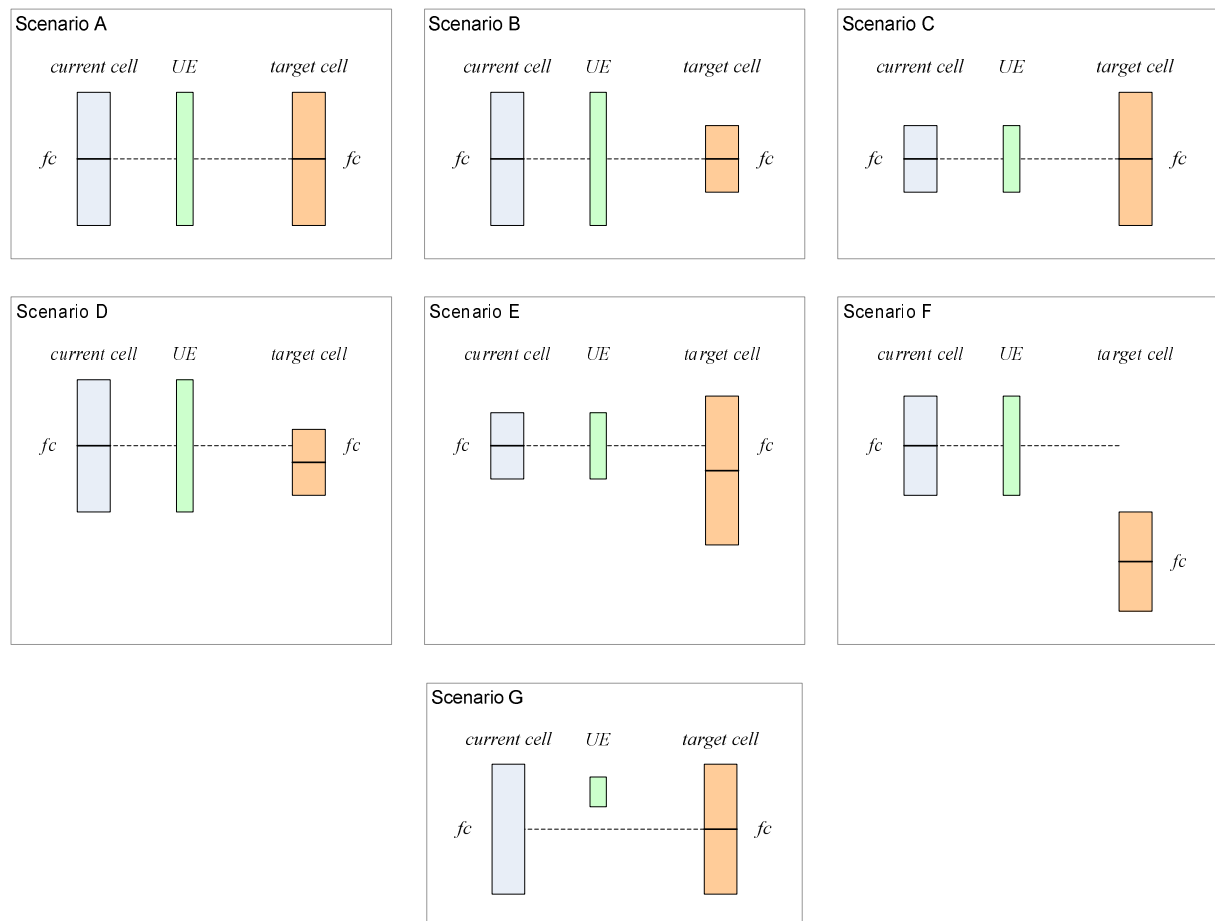 Scenario A
current cell UE target cell
fc fc
Scenario B
current cell UE target cell
fc fc
Scenario C
current cell UE target cell
fc fc
Scenario D
current cell UE target cell
fc fc
Scenario E
current cell UE target cell
fc fc
Scenario F
current cell UE target cell
fc
fc
Scenario G
current cell UE target cell
fc fc